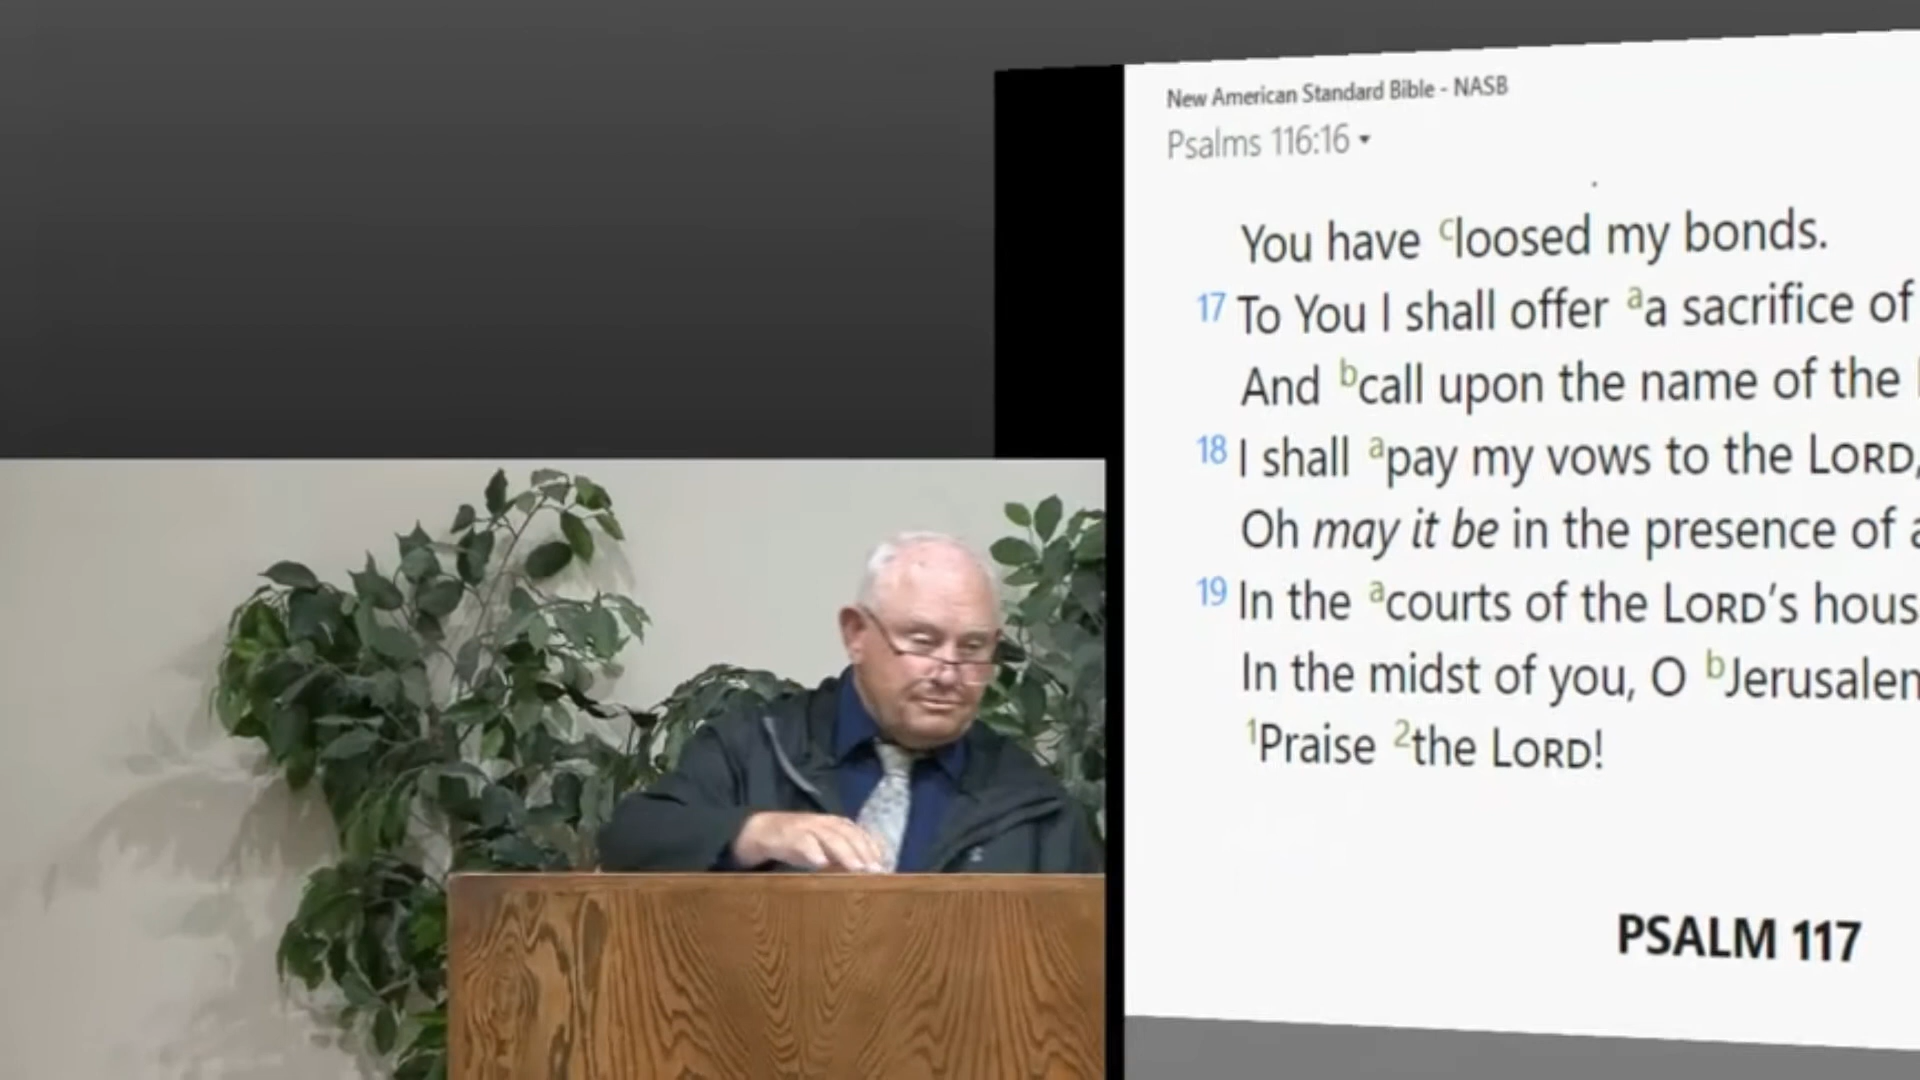 New American Standard Bible - NASB
Psalms 116:16
You have cloosed my bonds.
17 To You I shall offer aa sacrifice of
And bcall upon the name of the
18 I shall apay my vows to the LORD,
Oh may it be in the presence of
19 In the acourts of the LORD's hous
In the midst of you, O bJerusalem
1Praise 2the LORD!
PSALM 117